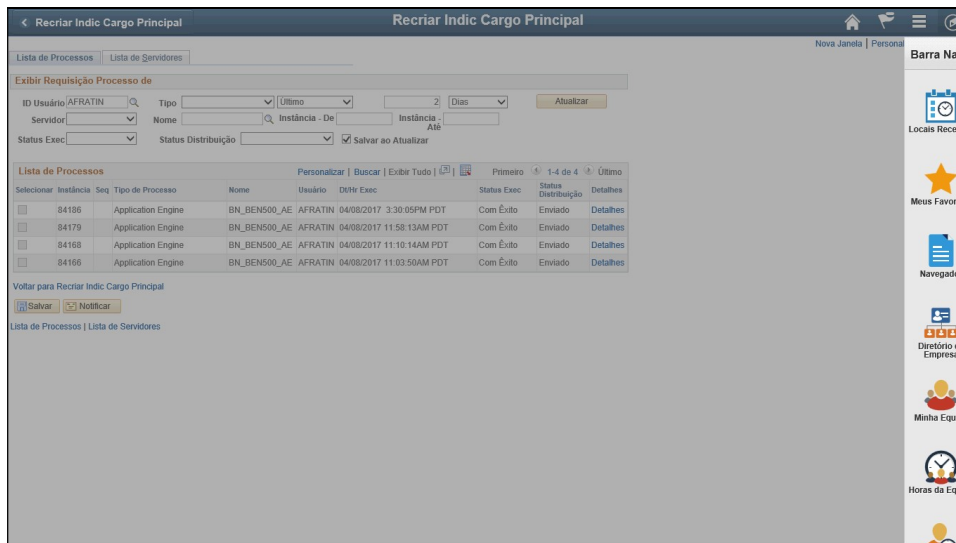 Recriar Indic Cargo Principal
Recriar Indic Cargo Principal
Nova Janela | Personal
Lista de Processos
Lista de Servidores
Exibir Requisição Processo de
ID Usuário AFRATIN Tipo Último 2 Dias Atualizar
Servidor Nome Instância - De Instância - Até
Status Exec Status Distribuição Salvar ao Atualizar
Lista de Processos Personalizar | Buscar | Exibir Tudo | | Primeiro 1-4 de 4 Último
Selecionar Instância Seq Tipo de Processo Nome Usuário Dt/Hr Exec Status Exec Status Distribuição Detalhes
84186 Application Engine BN_BEN500_AE AFRATIN 04/08/2017 3:30:05PM PDT Com Êxito Enviado Detalhes
84179 Application Engine BN_BEN500_AE AFRATIN 04/08/2017 11:58:13AM PDT Com Êxito Enviado Detalhes
84168 Application Engine BN_BEN500_AE AFRATIN 04/08/2017 11:10:14AM PDT Com Êxito Enviado Detalhes
84166 Application Engine BN_BEN500_AE AFRATIN 04/08/2017 11:03:50AM PDT Com Êxito Enviado Detalhes
Voltar para Recriar Indic Cargo Principal
Salvar Notificar
Lista de Processos | Lista de Servidores
Barra Na
Locais Rece
Meus Favor
Navegado
Diretório
Empresa
Minha Equ
Horas da Eq